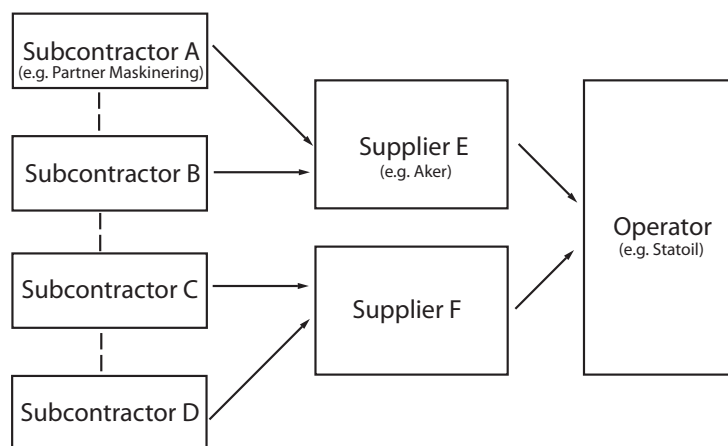 Subcontractor A
(e.g. Partner Maskinering)
Subcontractor B
Subcontractor C
Subcontractor D
Supplier E
(e.g. Aker)
Supplier F
Operator
(e.g. Statoil)